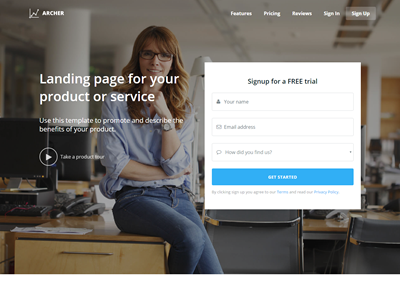 ARCHER
Features
Pricing
Reviews
Sign In
Sign Up
Landing page for your
product or service
Use this template to promote and describe the
benefits of your product.
Take a product tour
Signup for a FREE trial
Your name
Email address
How did you find us?
GET STARTED
By clicking sign up you agree to our Terms and read our Privacy Policy